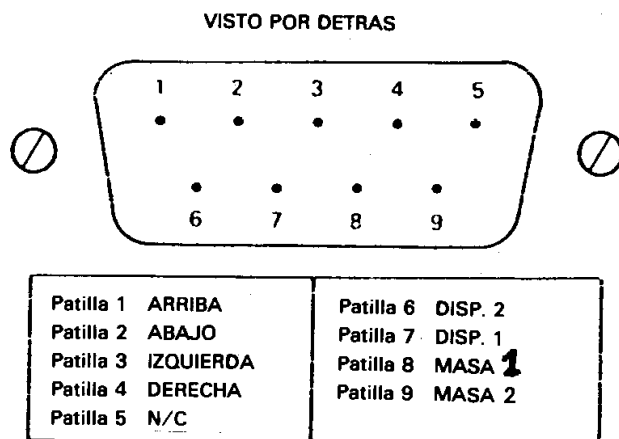 VISTO POR DETRAS
1 2 3 4 5
6 7 8 9
Patilla 1 ARRIBA
Patilla 2 ABAJO
Patilla 3 IZQUIERDA
Patilla 4 DERECHA
Patilla 5 N/C
Patilla 6 DISP. 2
Patilla 7 DISP. 1
Patilla 8 MASA 1
Patilla 9 MASA 2